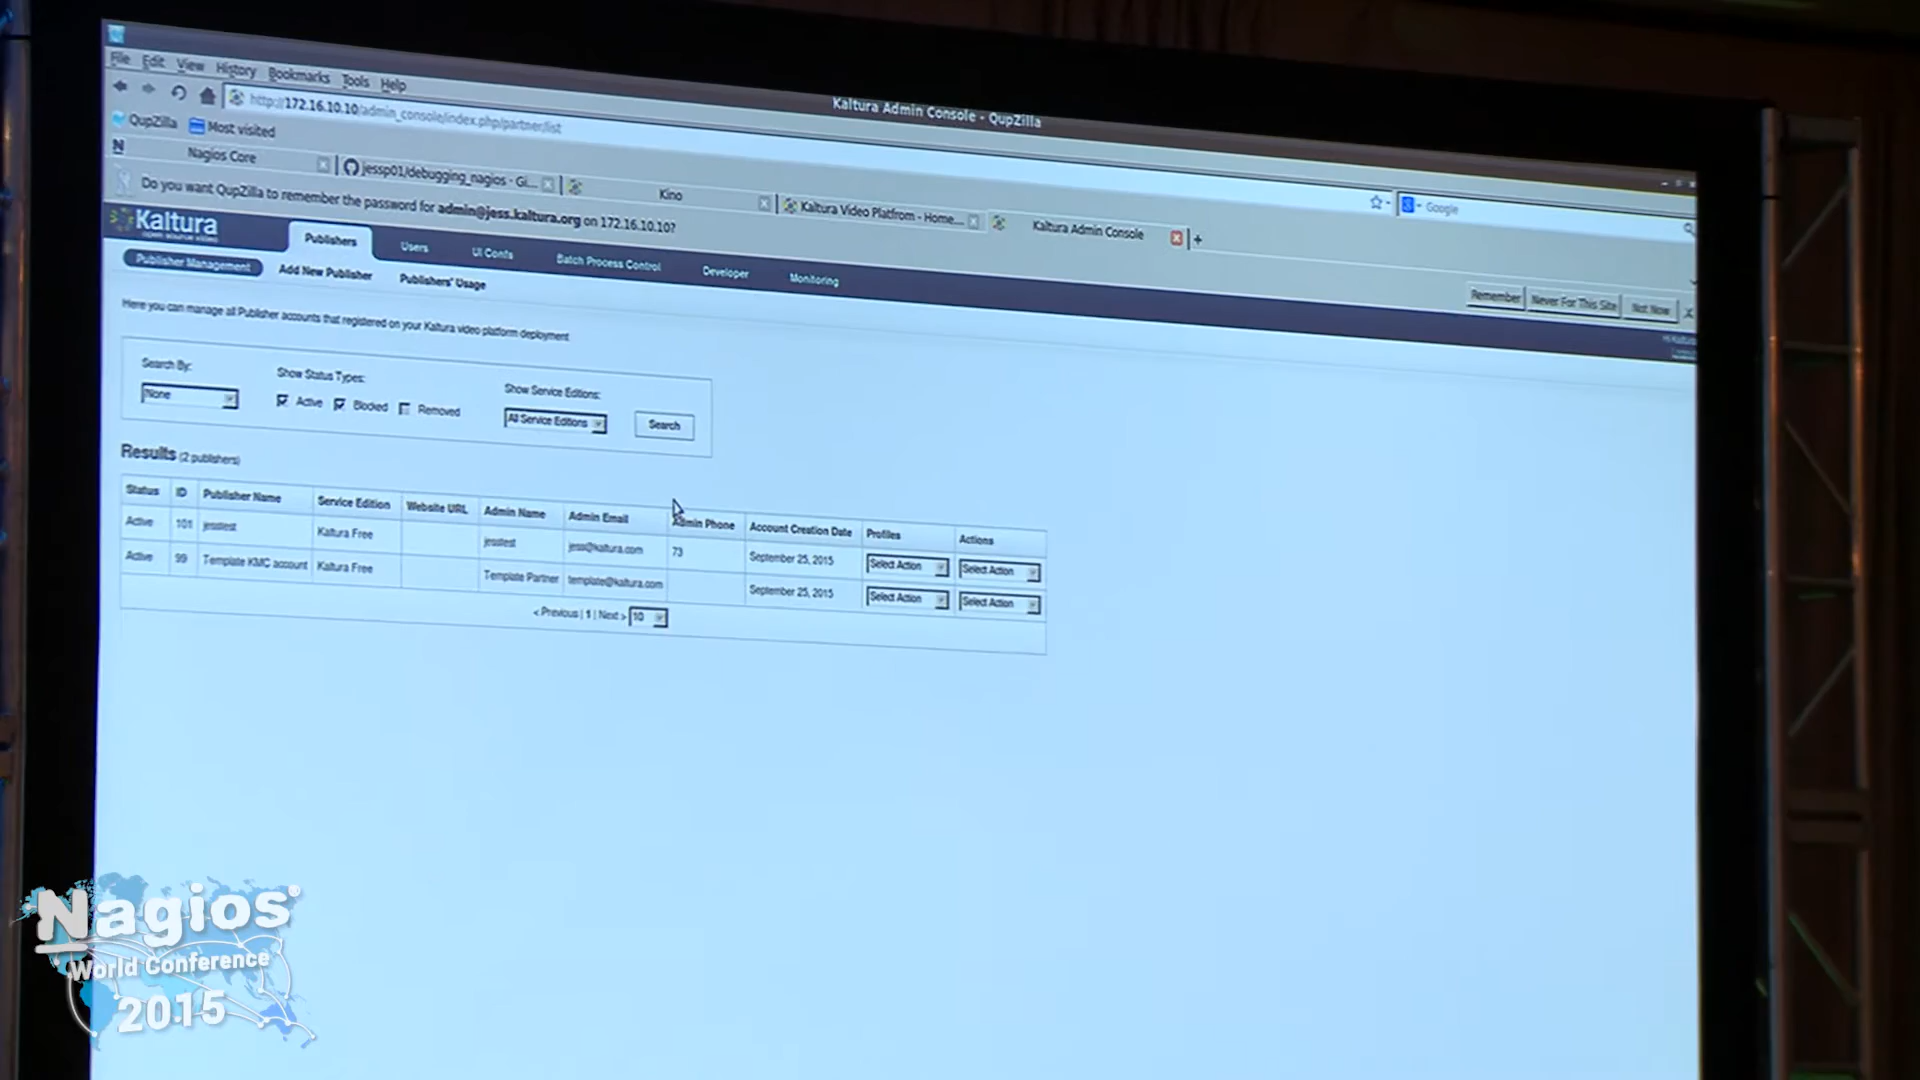 Kaltura Admin Console - QupZilla
File Edit View History Bookmarks Tools Help
http://172.16.10.10/admin_console/index.php/partner/list
Google
QupZilla Most visited
Nagios Core
jessp01/debugging_nagios - Gi...
Kino
Kaltura Video Platfrom - Home...
Kaltura Admin Console
Do you want QupZilla to remember the password for admin@jess.kaltura.org on 172.16.10.10?
Remember Never For This Site Not Now
Kaltura
open source video
Publishers Users UI Confs Batch Process Control Developer Monitoring
Publisher Management Add New Publisher Publishers' Usage
Here you can manage all Publisher accounts that registered on your Kaltura video platform deployment
Search By: Show Status Types: Show Service Editions:
None Active Blocked Removed All Service Editions Search
Results (2 publishers)
Status ID Publisher Name Service Edition Website URL Admin Name Admin Email Admin Phone Account Creation Date Profiles Actions
Active 101 jesstest Kaltura Free jesstest jess@kaltura.com 73 September 25, 2015 Select Action Select Action
Active 99 Template KMC account Kaltura Free Template Partner template@kaltura.com September 25, 2015 Select Action Select Action
< Previous | 1 | Next > 10
Nagios®
World Conference
2015